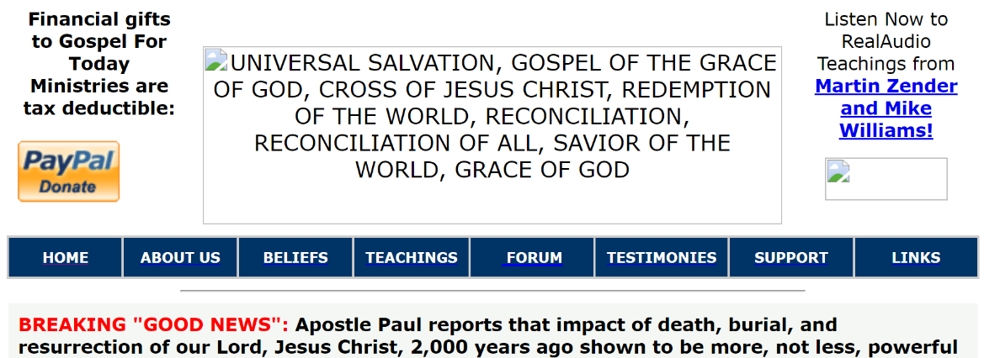 Financial gifts
to Gospel For
Today
Ministries are
tax deductible:
PayPal
Donate
UNIVERSAL SALVATION, GOSPEL OF THE GRACE
OF GOD, CROSS OF JESUS CHRIST, REDEMPTION
OF THE WORLD, RECONCILIATION,
RECONCILIATION OF ALL, SAVIOR OF THE
WORLD, GRACE OF GOD
Listen Now to
RealAudio
Teachings from
Martin Zender
and Mike
Williams!
HOME ABOUT US BELIEFS TEACHINGS FORUM TESTIMONIES SUPPORT LINKS
BREAKING "GOOD NEWS": Apostle Paul reports that impact of death, burial, and
resurrection of our Lord, Jesus Christ, 2,000 years ago shown to be more, not less, powerful